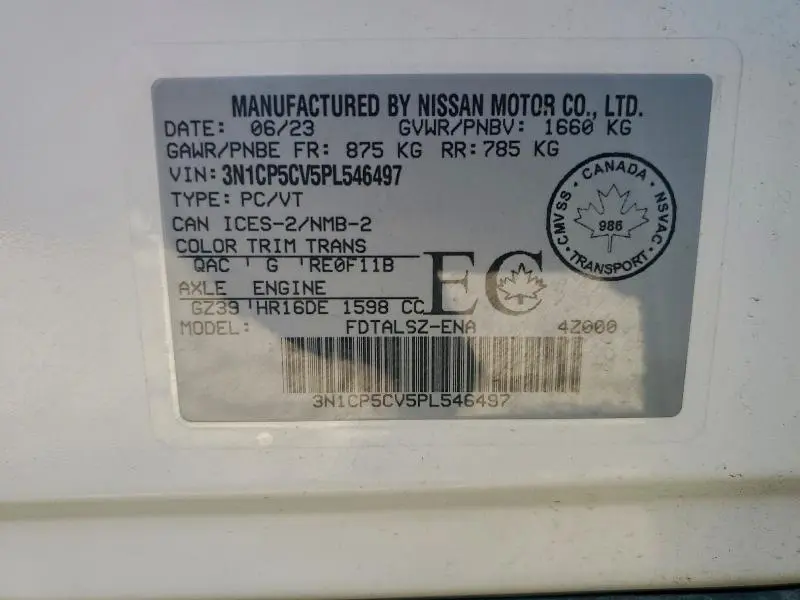 MANUFACTURED BY NISSAN MOTOR CO., LTD.
DATE: 06/23 GVWR/PNBV: 1660 KG
GAWR/PNBE FR: 875 KG RR: 785 KG
VIN: 3N1CP5CV5PL546497
TYPE: PC/VT
CAN ICES-2/NMB-2
COLOR TRIM TRANS
QAC G RE0F11B
AXLE ENGINE
GZ39 HR16DE 1598 CC
MODEL: FDTALSZ-ENA 4Z000
3N1CP5CV5PL546497
EC
CANADA
CMVSS • NSVAC
986
TRANSPORT